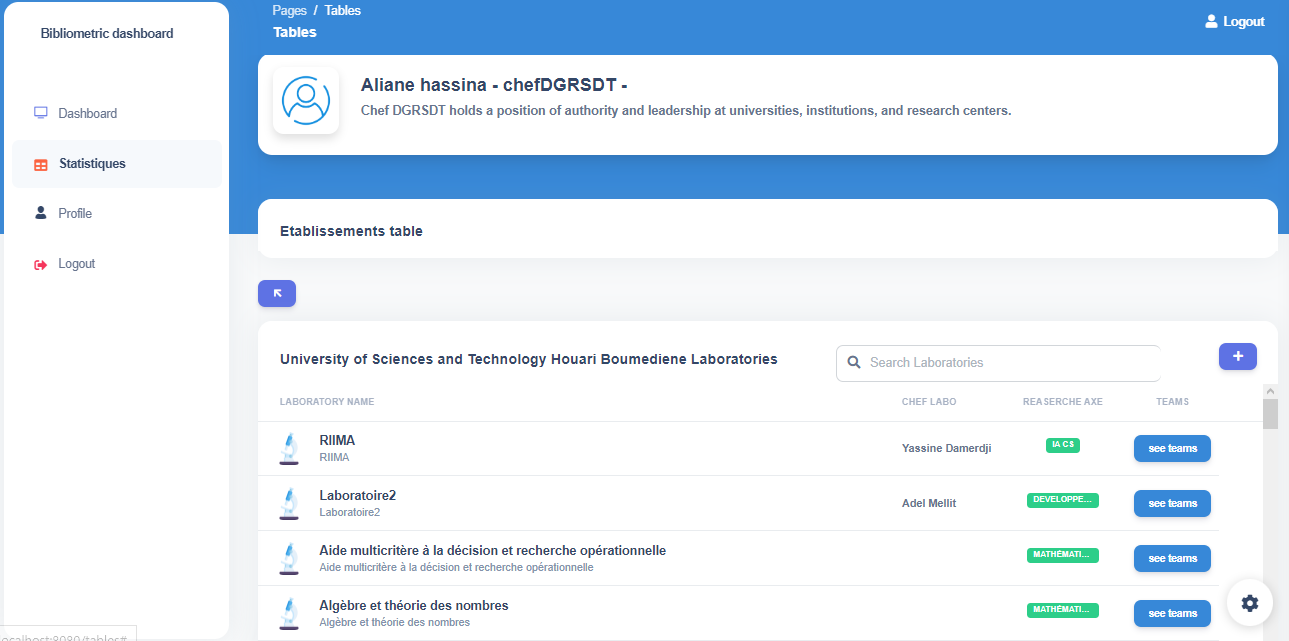 Bibliometric dashboard
Dashboard
Statistiques
Profile
Logout
Pages / Tables
Tables
Logout
Aliane hassina - chefDGRSDT -
Chef DGRSDT holds a position of authority and leadership at universities, institutions, and research centers.
Etablissements table
University of Sciences and Technology Houari Boumediene Laboratories
Search Laboratories
+
LABORATORY NAME CHEF LABO REASERCHE AXE TEAMS
RIIMA
RIIMA
Yassine Damerdji
IA CS
see teams
Laboratoire2
Laboratoire2
Adel Mellit
DEVELOPPE...
see teams
Aide multicritère à la décision et recherche opérationnelle
Aide multicritère à la décision et recherche opérationnelle
MATHÉMATI...
see teams
Algèbre et théorie des nombres
Algèbre et théorie des nombres
MATHÉMATI...
see teams
ocalhost:8080/tables#